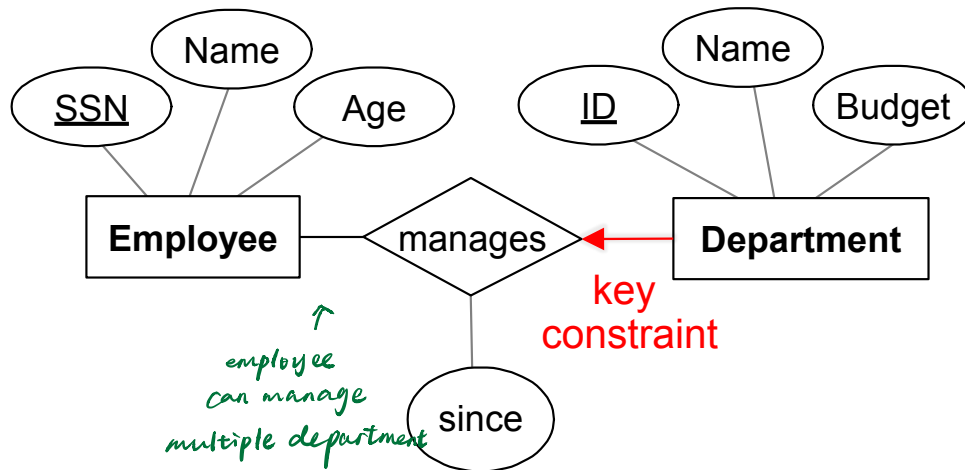 Name
Name
SSN
Age
ID
Budget
Employee
manages
Department
key
constraint
↑
employee
can manage
multiple department
since